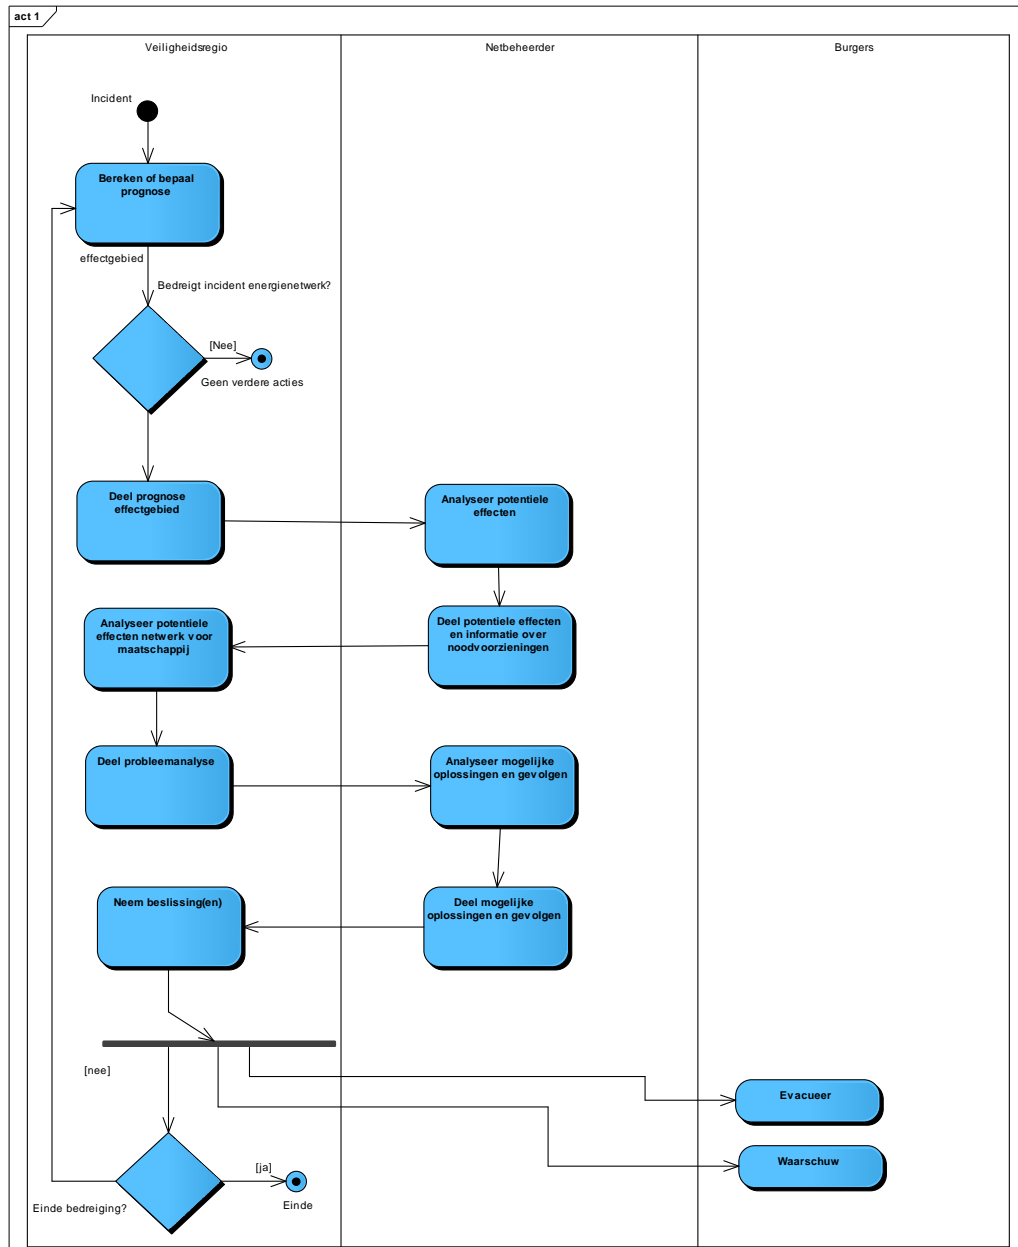 act 1
Veiligheidsregio
Netbeheerder
Burgers
Incident
Bereken of bepaal
prognose
effectgebied
Bedreigt incident energienetwerk?
[Nee]
Geen verdere acties
Deel prognose
effectgebied
Analyseer potentiele
effecten
Analyseer potentiele
effecten netwerk voor
maatschappij
Deel potentiele effecten
en informatie over
noodvoorzieningen
Deel probleemanalyse
Analyseer mogelijke
oplossingen en gevolgen
Neem beslissing(en)
Deel mogelijke
oplossingen en gevolgen
[nee]
Evacueer
Waarschuw
[ja]
Einde bedreiging?
Einde